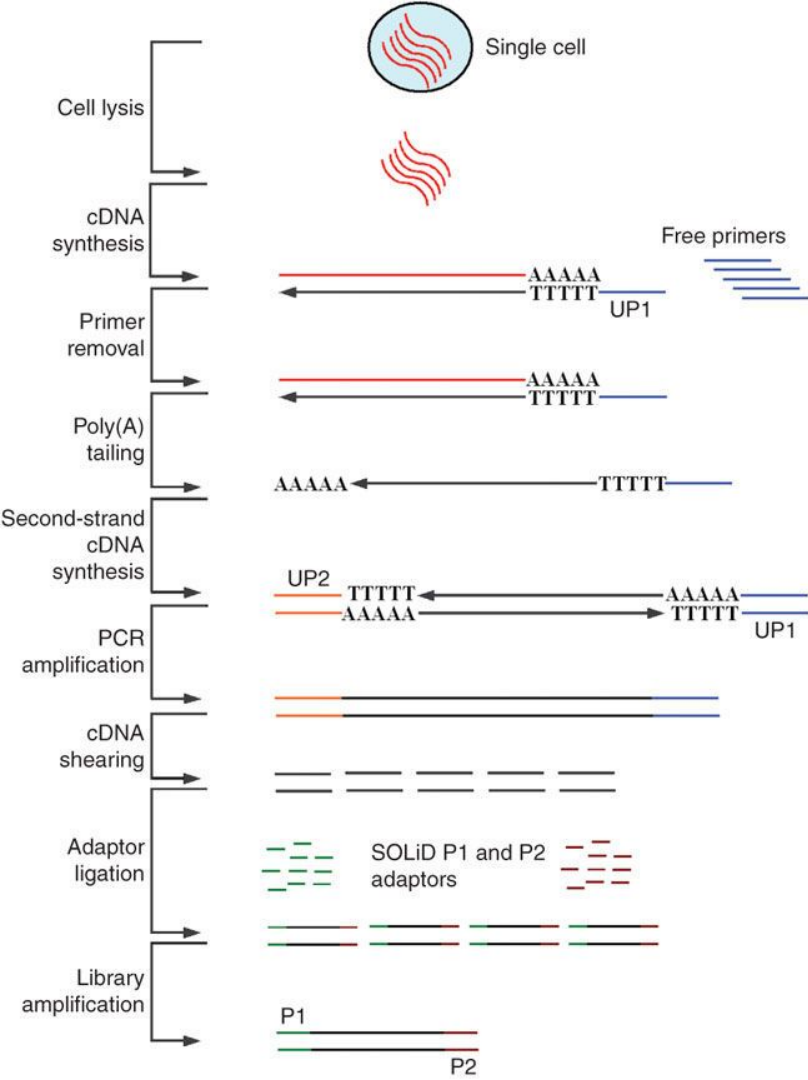 Single cell
Cell lysis
cDNA
synthesis
Free primers
AAAAA
TTTTT
UP1
Primer
removal
AAAAA
TTTTT
Poly(A)
tailing
AAAAA
TTTTT
Second-strand
cDNA
synthesis
UP2
TTTTT
AAAAA
AAAAA
TTTTT
UP1
PCR
amplification
cDNA
shearing
Adaptor
ligation
SOLiD P1 and P2
adaptors
Library
amplification
P1
P2